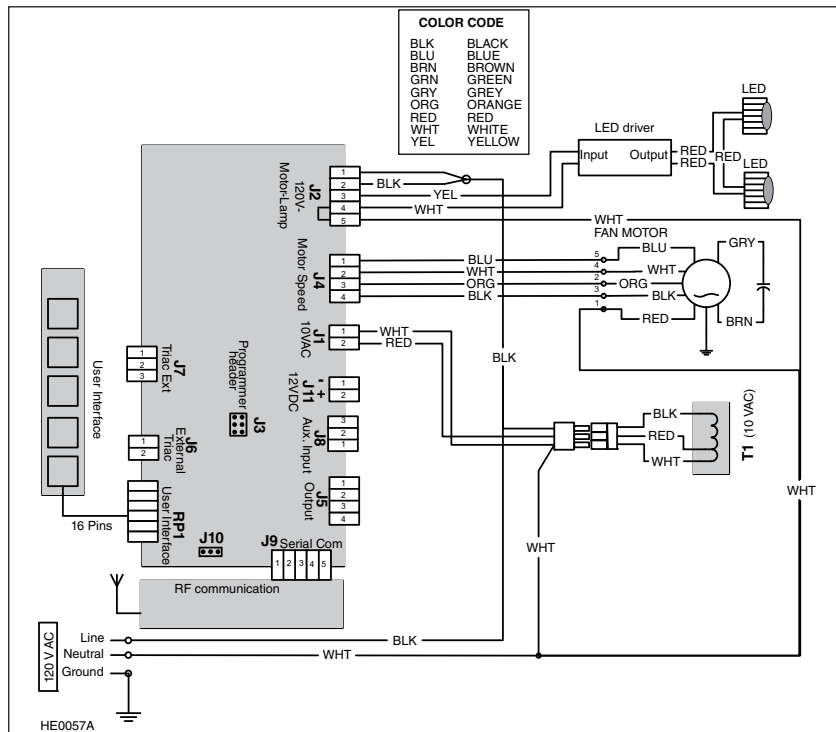 COLOR CODE
BLK BLACK
BLU BLUE
BRN BROWN
GRN GREEN
GRY GREY
ORG ORANGE
RED RED
WHT WHITE
YEL YELLOW
LED
LED driver
Input Output
RED
RED
RED
LED
1
2
3
4
5
J2
120V-
Motor-Lamp
BLK
YEL
WHT
WHT
FAN MOTOR
1
2
3
4
J4
Motor Speed
BLU
WHT
ORG
BLK
5
4
2
3
1
BLU
WHT
ORG
BLK
RED
GRY
BRN
1
2
J1
10VAC
WHT
RED
BLK
1
2
J11
12VDC
- +
3
2
1
J8
Aux. Input
1
2
3
4
J5
Output
J7
Triac Ext
1
2
3
Programmer
header
J3
J6
External
Triac
1
2
RP1
User Interface
User Interface
16 Pins
J10
J9 Serial Com
1 2 3 4 5
RF communication
BLK
RED
WHT
T1 (10 VAC)
WHT
WHT
120 V AC
Line
Neutral
Ground
BLK
WHT
HE0057A